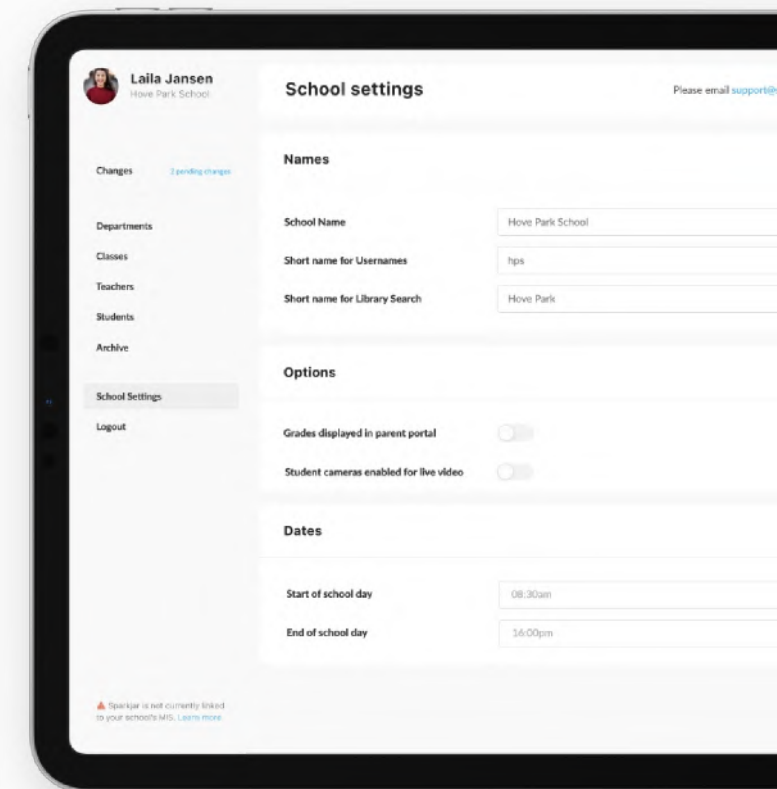 Laila Jansen
Hove Park School
Changes
2 pending changes
Departments
Classes
Teachers
Students
Archive
School Settings
Logout
Sparkjar is not currently linked
to your school's MIS. Learn more
School settings
Please email support@
Names
School Name
Hove Park School
Short name for Usernames
hps
Short name for Library Search
Hove Park
Options
Grades displayed in parent portal
Student cameras enabled for live video
Dates
Start of school day
08:30am
End of school day
16:00pm